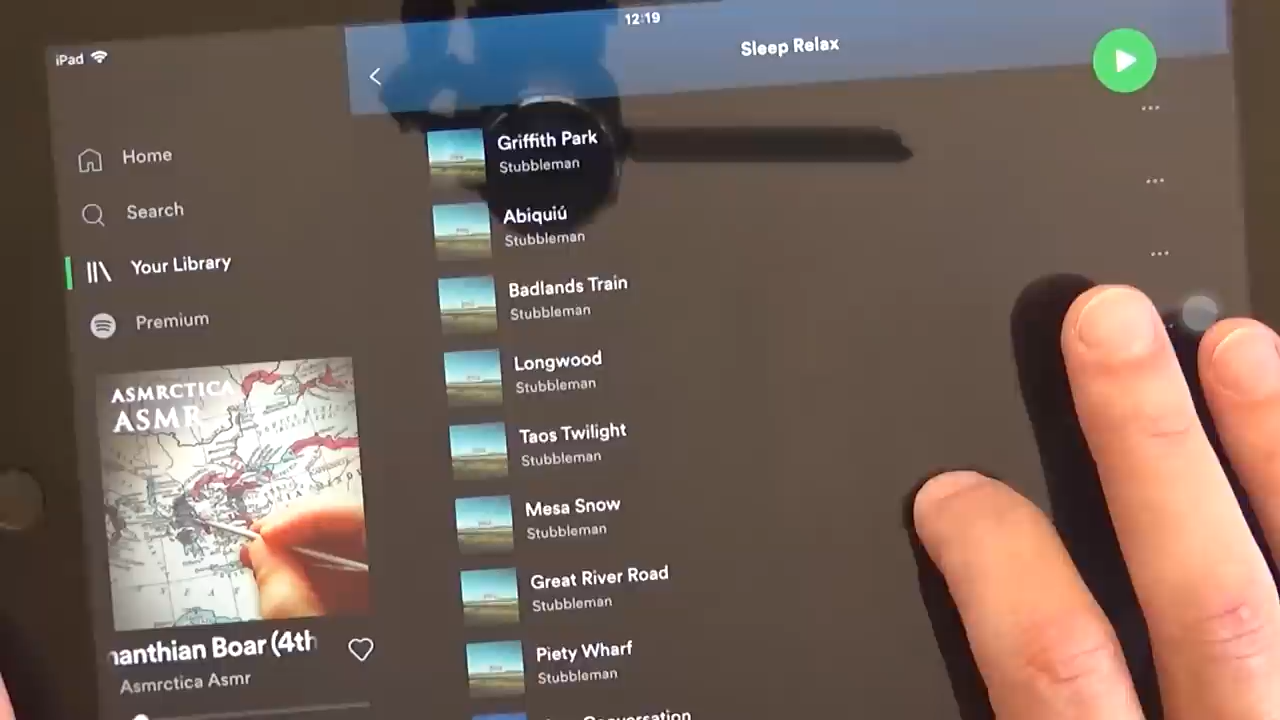 iPad
12:19
Sleep Relax
Home
Search
Your Library
Premium
ASMRCTICA
ASMR
manthian Boar (4th
Asmrctica Asmr
Griffith Park
Stubbleman
Abiquiú
Stubbleman
Badlands Train
Stubbleman
Longwood
Stubbleman
Taos Twilight
Stubbleman
Mesa Snow
Stubbleman
Great River Road
Stubbleman
Piety Wharf
Stubbleman
Conversation